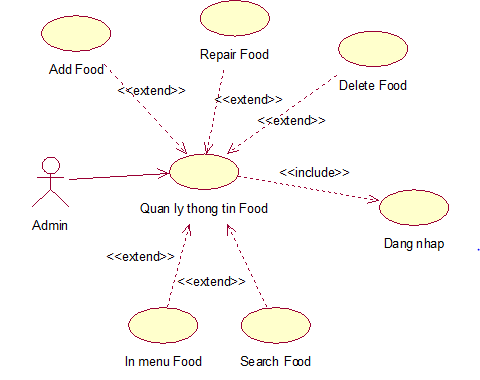 Repair Food
Add Food
Delete Food
<<extend>>
<<extend>>
<<extend>>
<<include>>
Quan ly thong tin Food
Admin
Dang nhap
<<extend>>
<<extend>>
In menu Food
Search Food